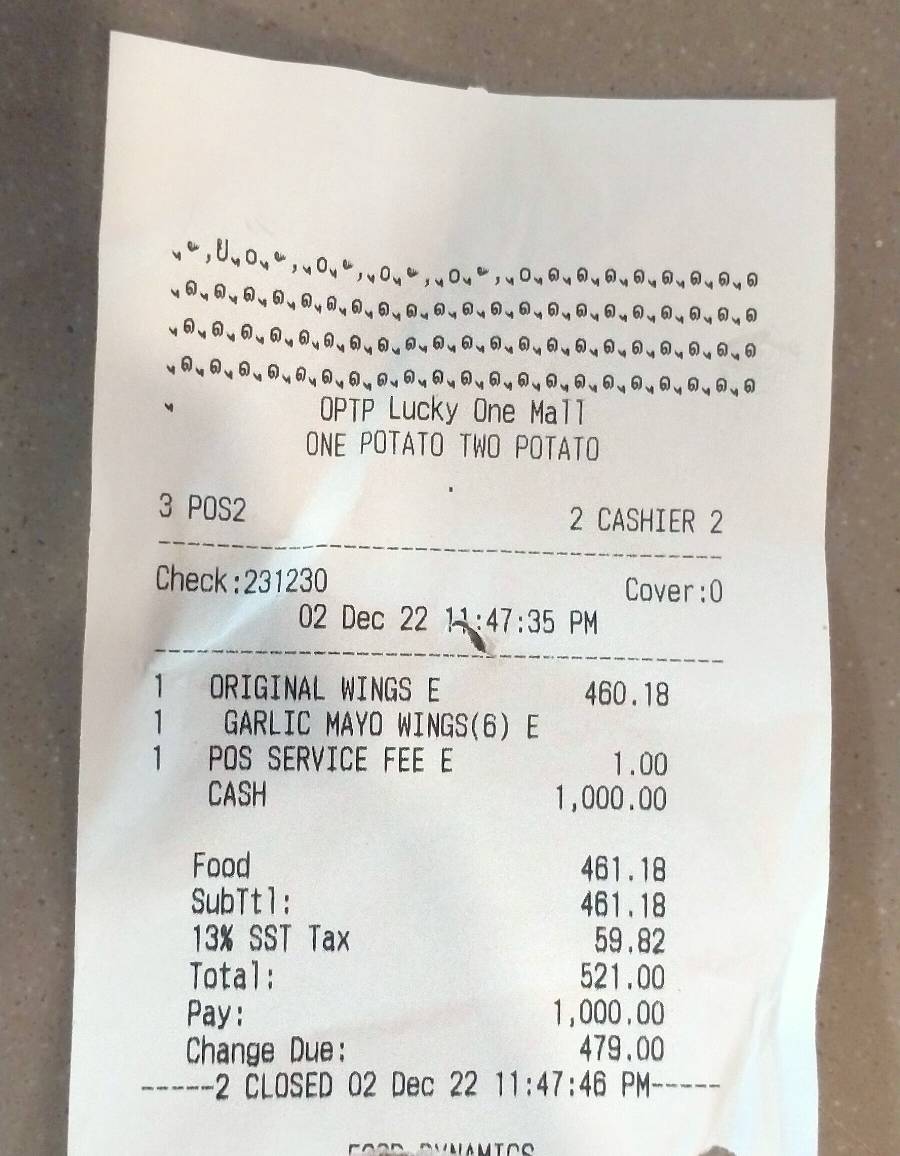 OPTP Lucky One Mall
ONE POTATO TWO POTATO
3 POS2 2 CASHIER 2
Check:231230 Cover:0
02 Dec 22 11:47:35 PM
1 ORIGINAL WINGS E 460.18
1 GARLIC MAYO WINGS(6) E
1 POS SERVICE FEE E 1.00
CASH 1,000.00
Food 461.18
SubTtl: 461.18
13% SST Tax 59.82
Total: 521.00
Pay: 1,000.00
Change Due: 479.00
-----2 CLOSED 02 Dec 22 11:47:46 PM-----